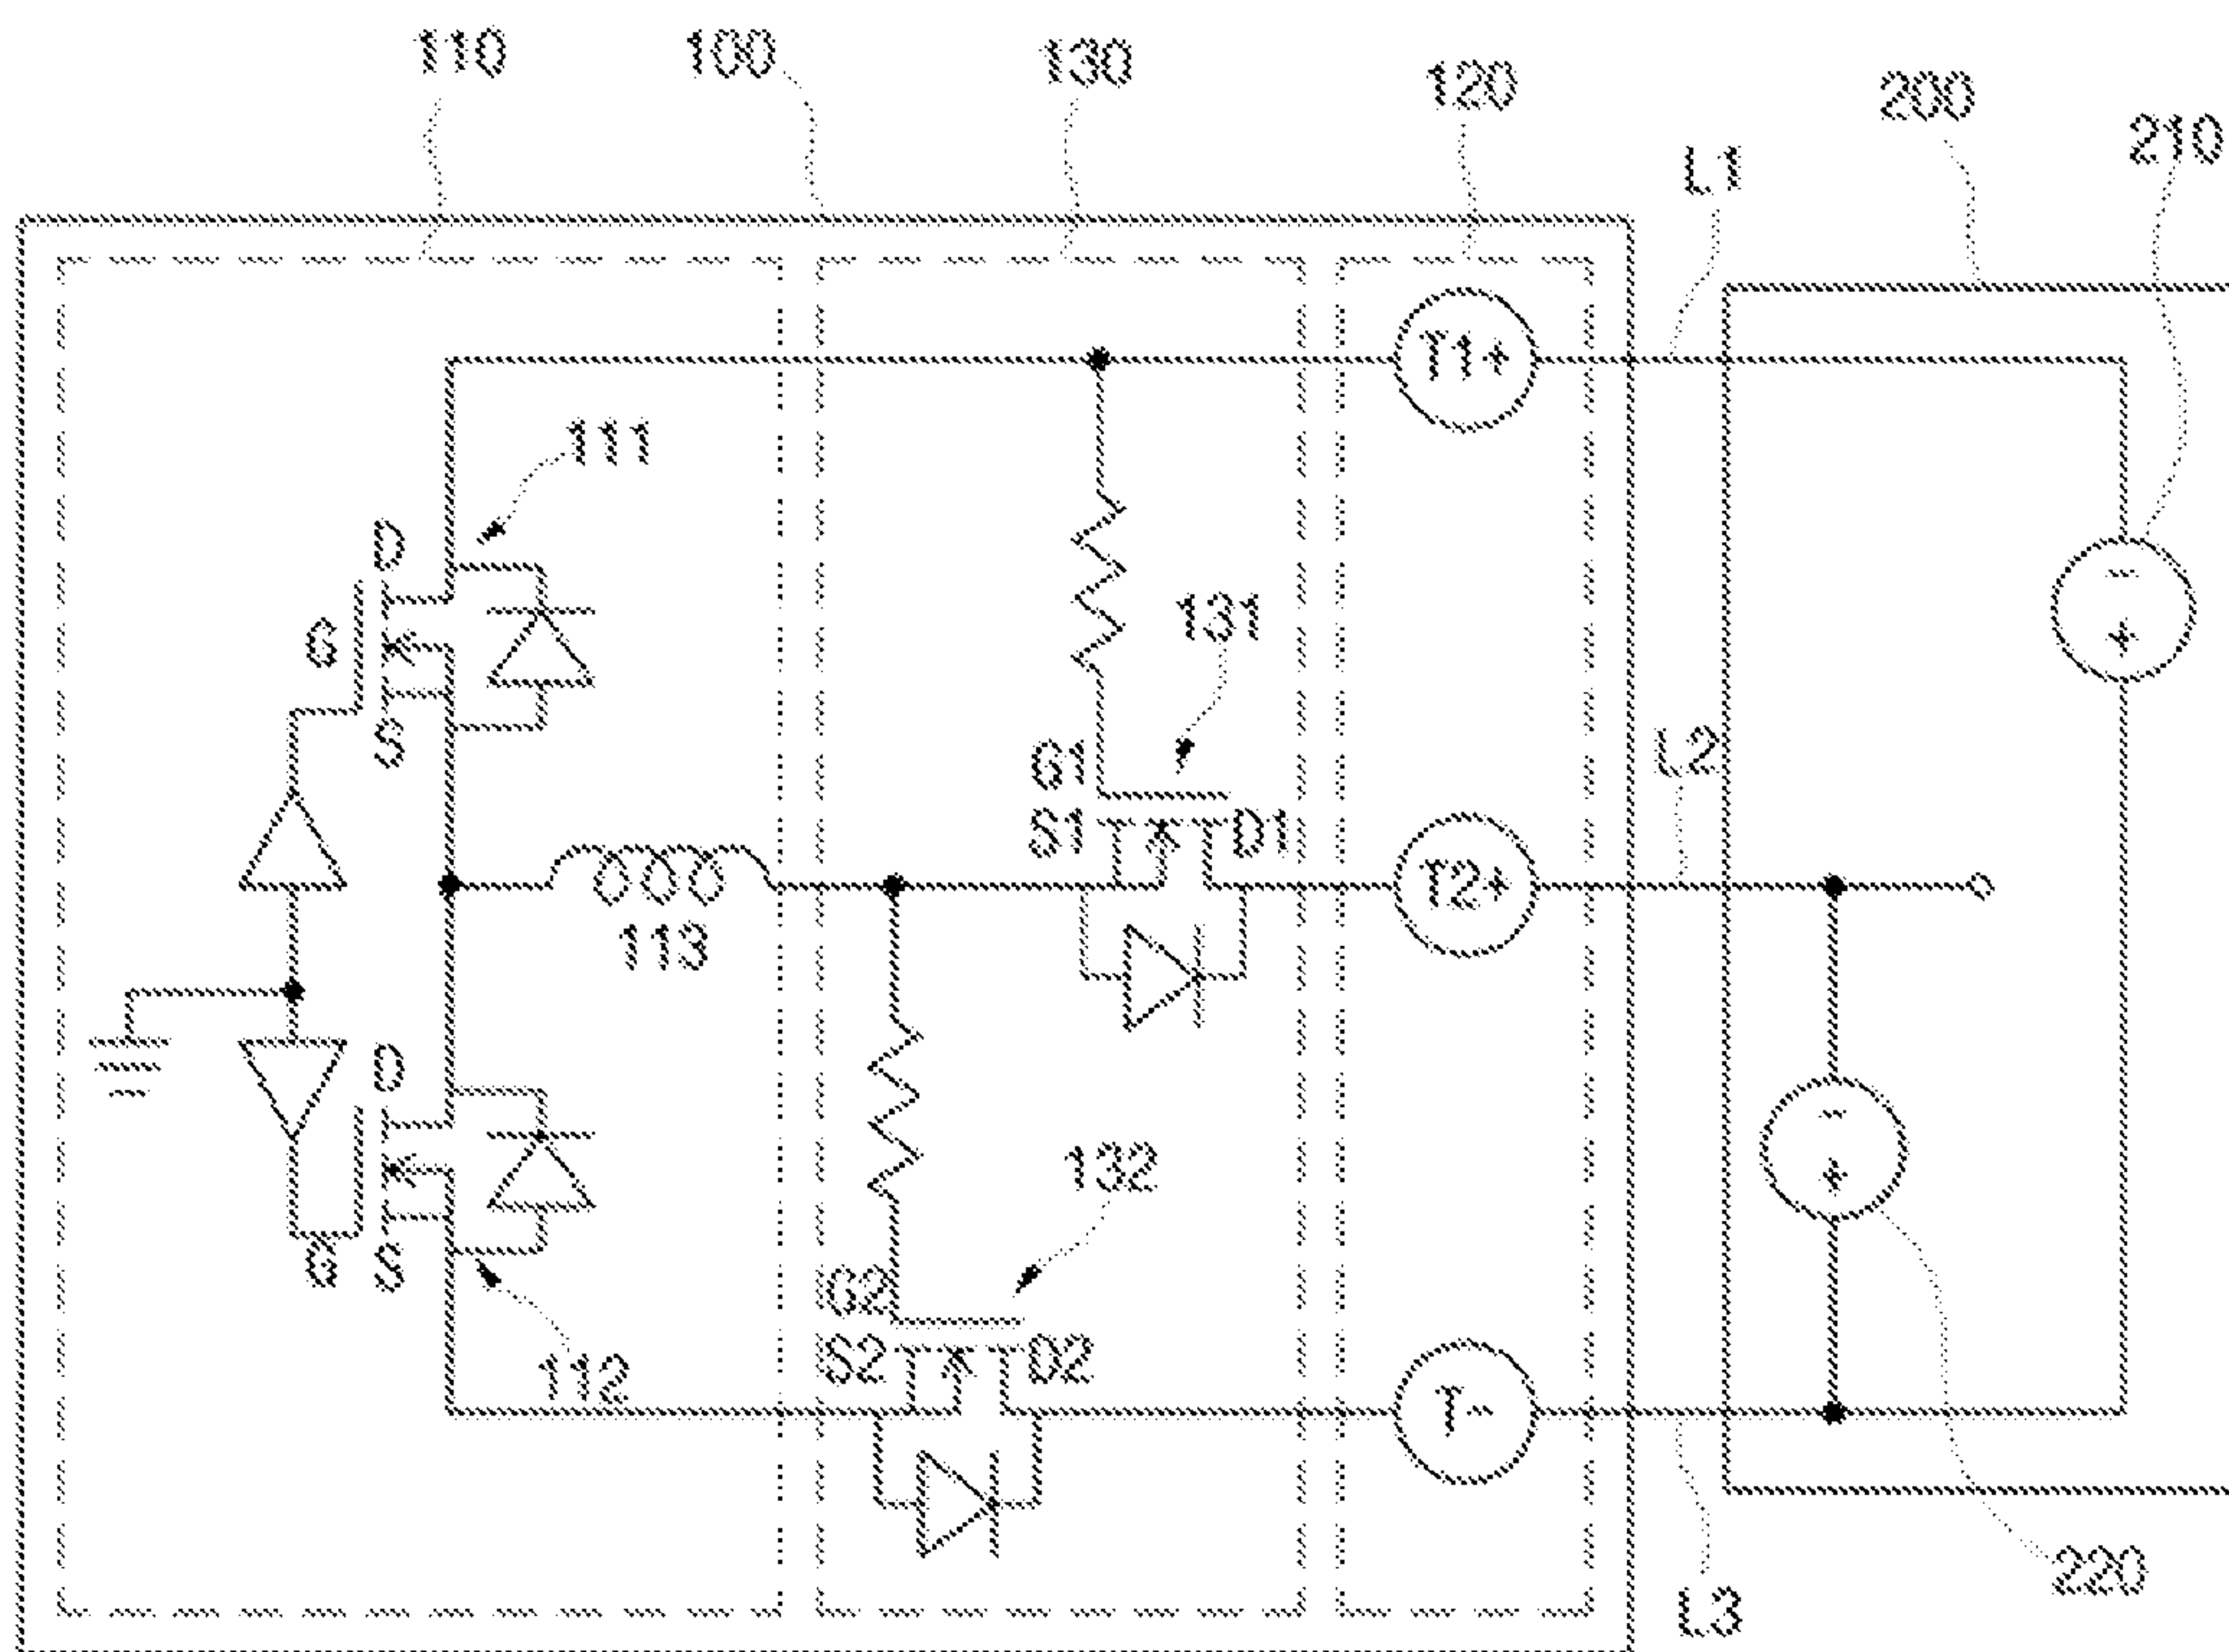 110 100 130 120 200 210
L1
T1+
111
D
G
S
131
- +
G1
S1 D1
L2
T2+
113
D
G S
112
132
G2
S2 D2
- +
T-
220
L3